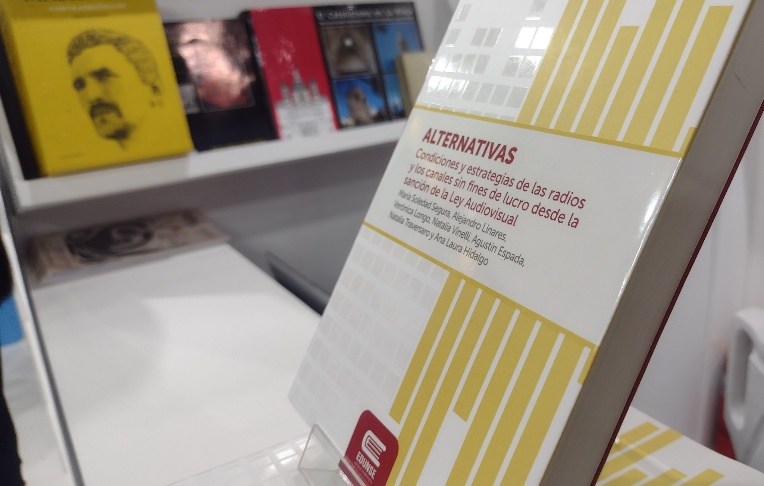 ALTERNATIVAS
Condiciones y estrategias de las radios
y los canales sin fines de lucro desde la
sanción de la Ley Audiovisual
María Soledad Segura, Alejandro Linares,
Verónica Longo, Natalia Vinelli, Agustín Espada,
Natalia Traversaro y Ana Laura Hidalgo
EDUNSE